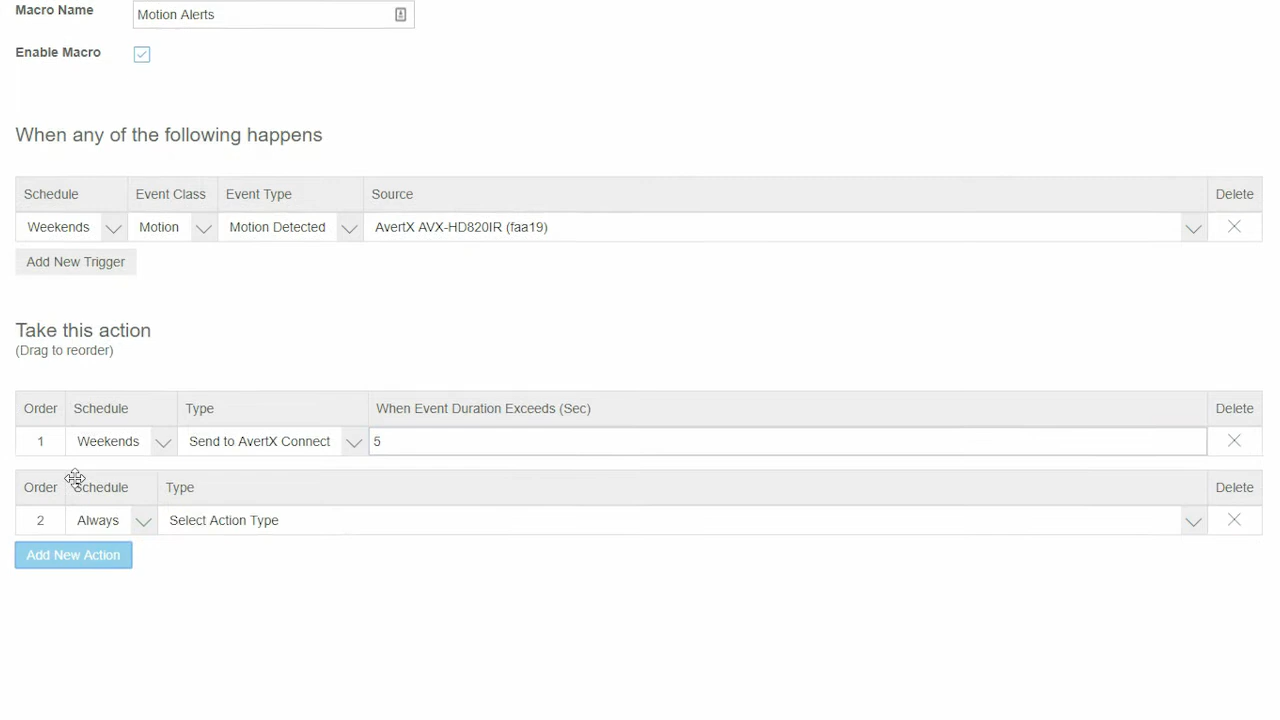 Macro Name Motion Alerts
Enable Macro
When any of the following happens
Schedule Event Class Event Type Source Delete
Weekends Motion Motion Detected AvertX AVX-HD820IR (faa19)
Add New Trigger
Take this action
(Drag to reorder)
Order Schedule Type When Event Duration Exceeds (Sec) Delete
1 Weekends Send to AvertX Connect 5
Order Schedule Type Delete
2 Always Select Action Type
Add New Action